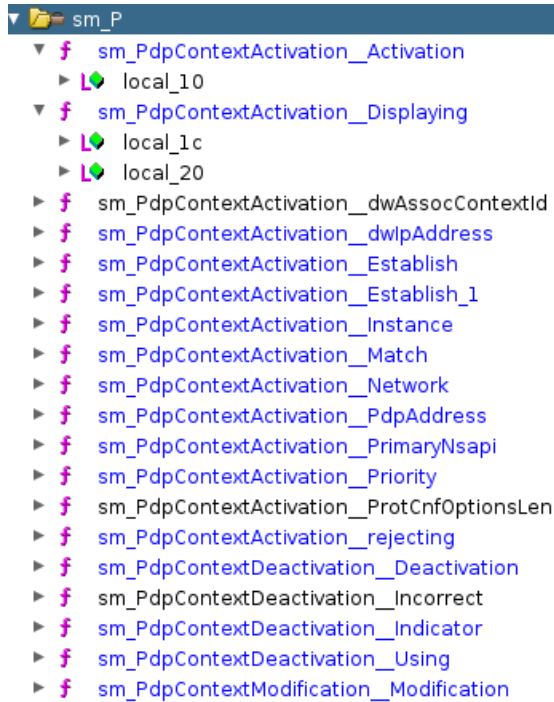 sm_P
sm_PdpContextActivation__Activation
local_10
sm_PdpContextActivation__Displaying
local_1c
local_20
sm_PdpContextActivation__dwAssocContextId
sm_PdpContextActivation__dwIpAddress
sm_PdpContextActivation__Establish
sm_PdpContextActivation__Establish_1
sm_PdpContextActivation__Instance
sm_PdpContextActivation__Match
sm_PdpContextActivation__Network
sm_PdpContextActivation__PdpAddress
sm_PdpContextActivation__PrimaryNsapi
sm_PdpContextActivation__Priority
sm_PdpContextActivation__ProtCnfOptionsLen
sm_PdpContextActivation__rejecting
sm_PdpContextDeactivation__Deactivation
sm_PdpContextDeactivation__Incorrect
sm_PdpContextDeactivation__Indicator
sm_PdpContextDeactivation__Using
sm_PdpContextModification__Modification